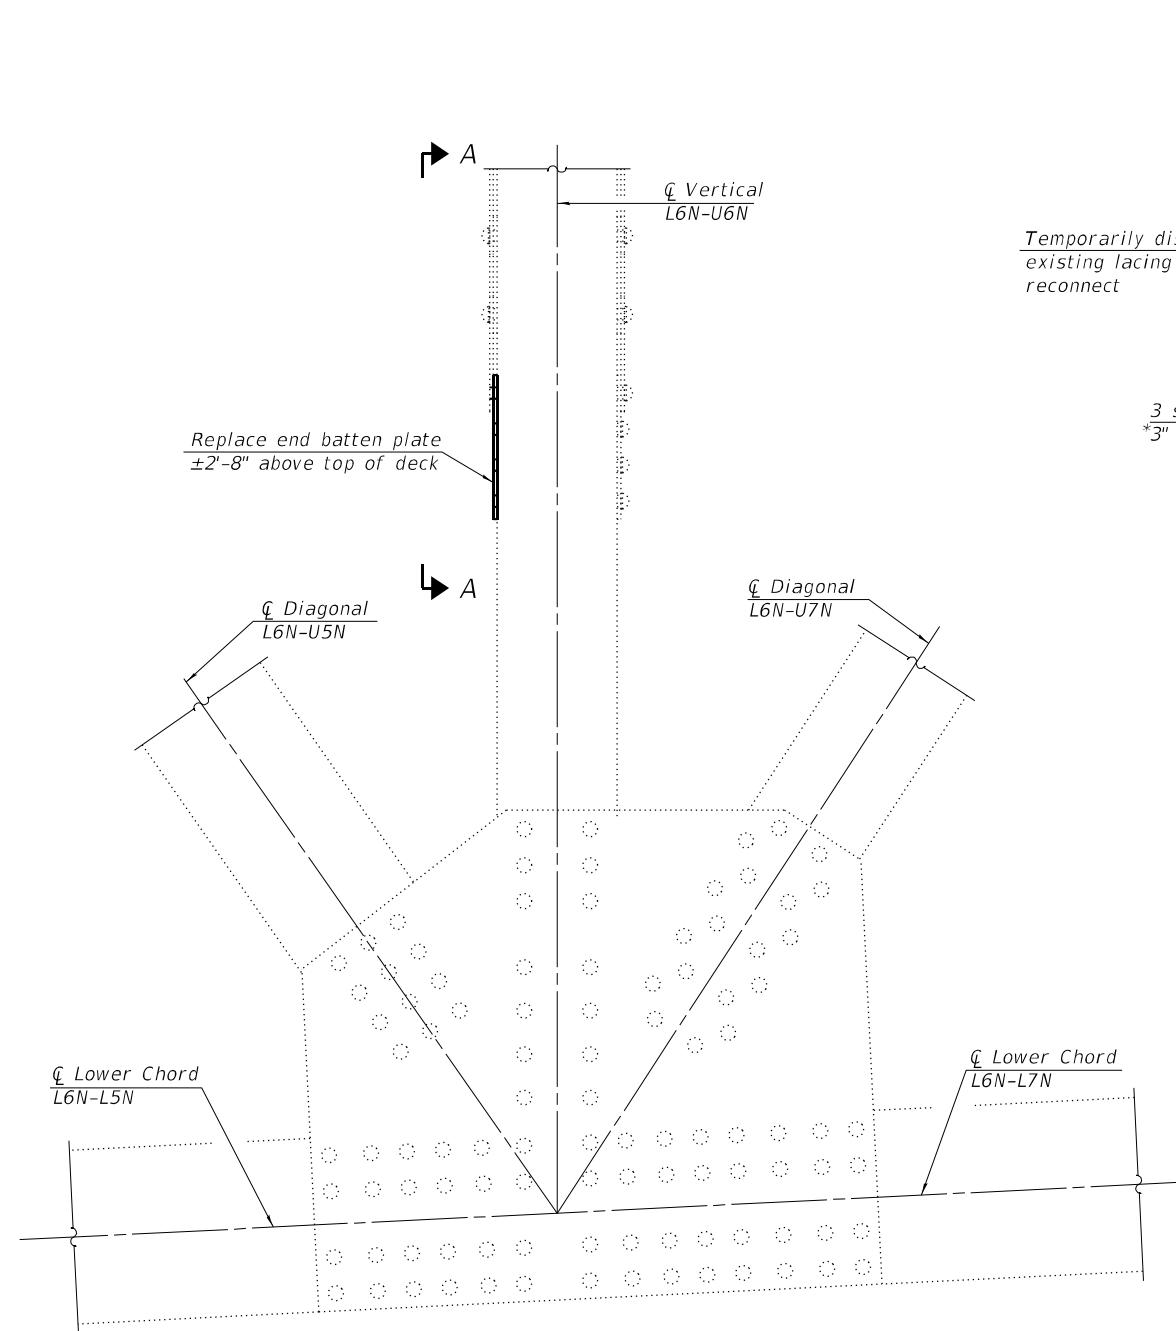 A
℄ Vertical
L6N-U6N
Temporarily
existing lacing
reconnect
3
*3"
Replace end batten plate
±2'-8" above top of deck
A
℄ Diagonal
L6N-U7N
℄ Diagonal
L6N-U5N
℄ Lower Chord
L6N-L7N
℄ Lower Chord
L6N-L5N